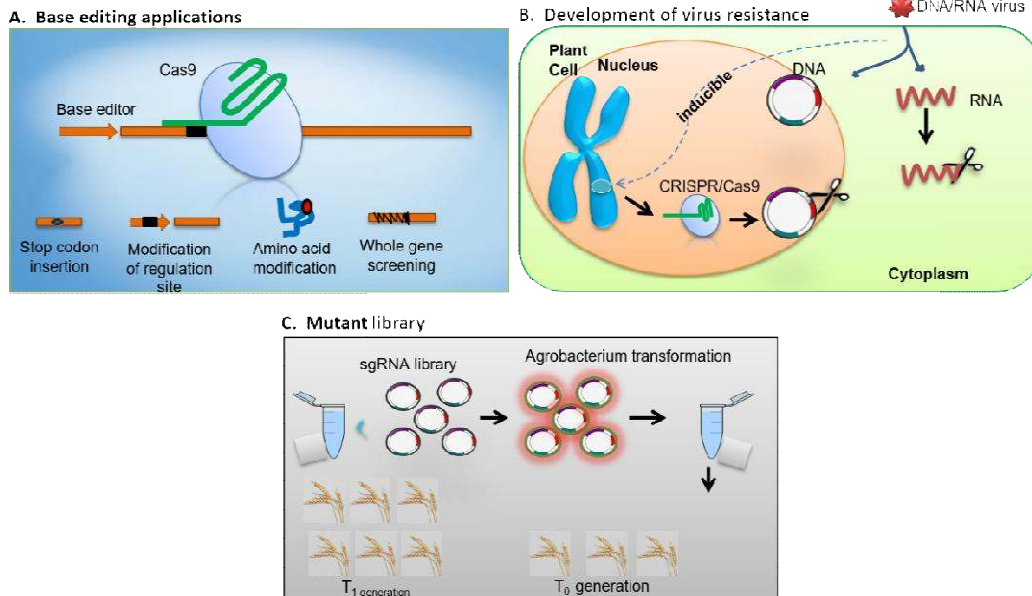 A. Base editing applications
Cas9
Base editor
Stop codon
insertion
Modification
of regulation
site
Amino acid
modification
Whole gene
screening
B. Development of virus resistance
DNA/RNA virus
Plant
Cell
Nucleus
inducible
DNA
RNA
CRISPR/Cas9
Cytoplasm
C. Mutant library
sgRNA library
Agrobacterium transformation
T1 generation
T0 generation